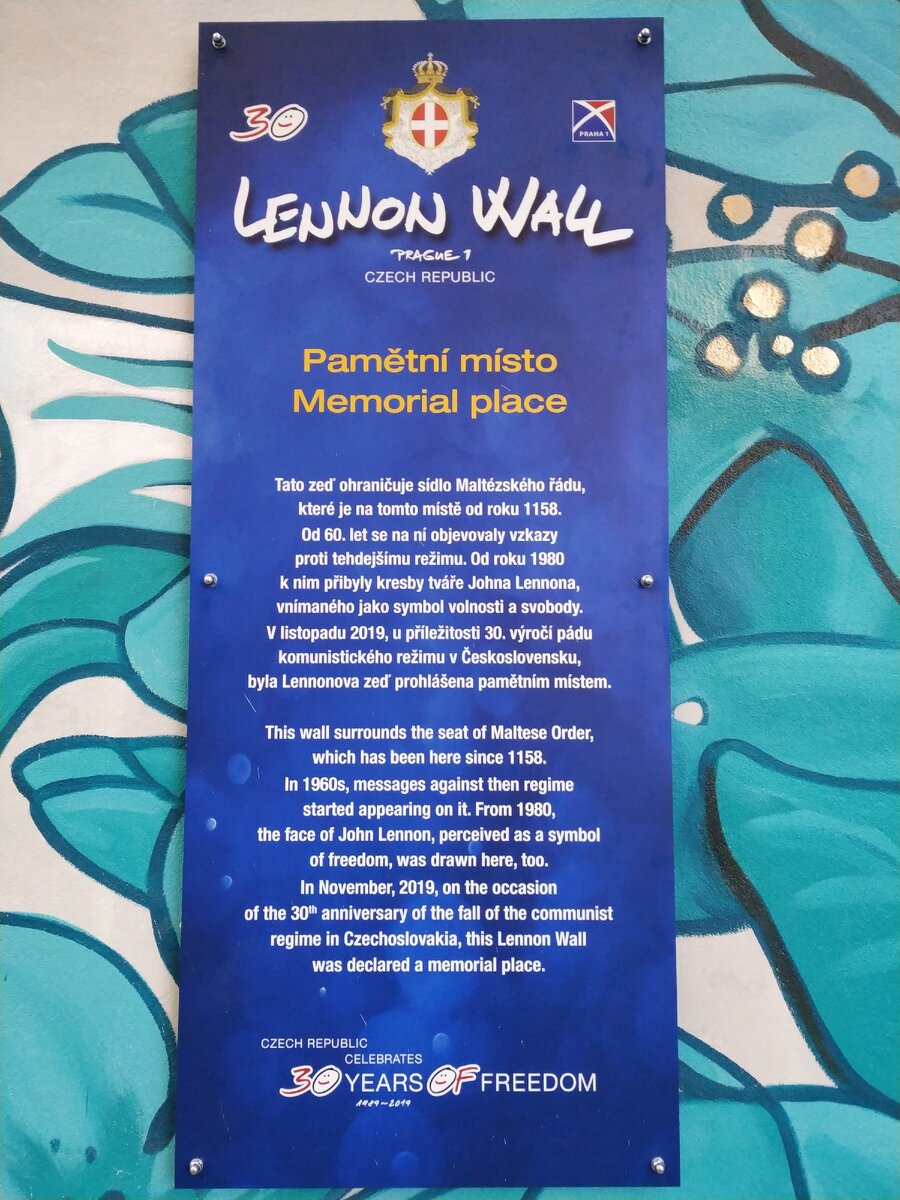 30
PRAHA 1
LENNON WALL
PRAGUE 1
CZECH REPUBLIC
Pamětní místo
Memorial place
Tato zeď ohraničuje sídlo Maltézského řádu,
které je na tomto místě od roku 1158.
Od 60. let se na ní objevovaly vzkazy
proti tehdejšímu režimu. Od roku 1980
k nim přibyly kresby tváře Johna Lennona,
vnímaného jako symbol volnosti a svobody.
V listopadu 2019, u příležitosti 30. výročí pádu
komunistického režimu v Československu,
byla Lennonova zeď prohlášena pamětním místem.
This wall surrounds the seat of Maltese Order,
which has been here since 1158.
In 1960s, messages against then regime
started appearing on it. From 1980,
the face of John Lennon, perceived as a symbol
of freedom, was drawn here, too.
In November, 2019, on the occasion
of the 30th anniversary of the fall of the communist
regime in Czechoslovakia, this Lennon Wall
was declared a memorial place.
CZECH REPUBLIC
CELEBRATES
30 YEARS OF FREEDOM
1989–2019